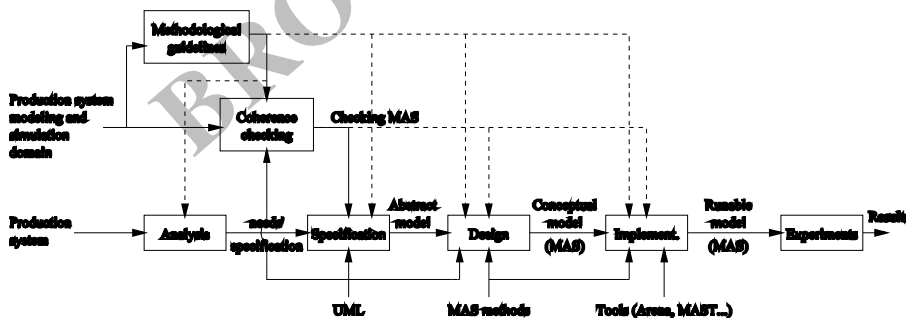 Methodological
guidelines
Production system
modeling and
simulation
domain
Coherence
checking
Checking MAS
Production
system
Analysis
needs/
specification
Specification
Abstract
model
Design
Conceptual
model
(MAS)
Implement.
Runable
model
(MAS)
Experiments
Results
UML
MAS methods
Tools (Arena, MAST...)
BRO